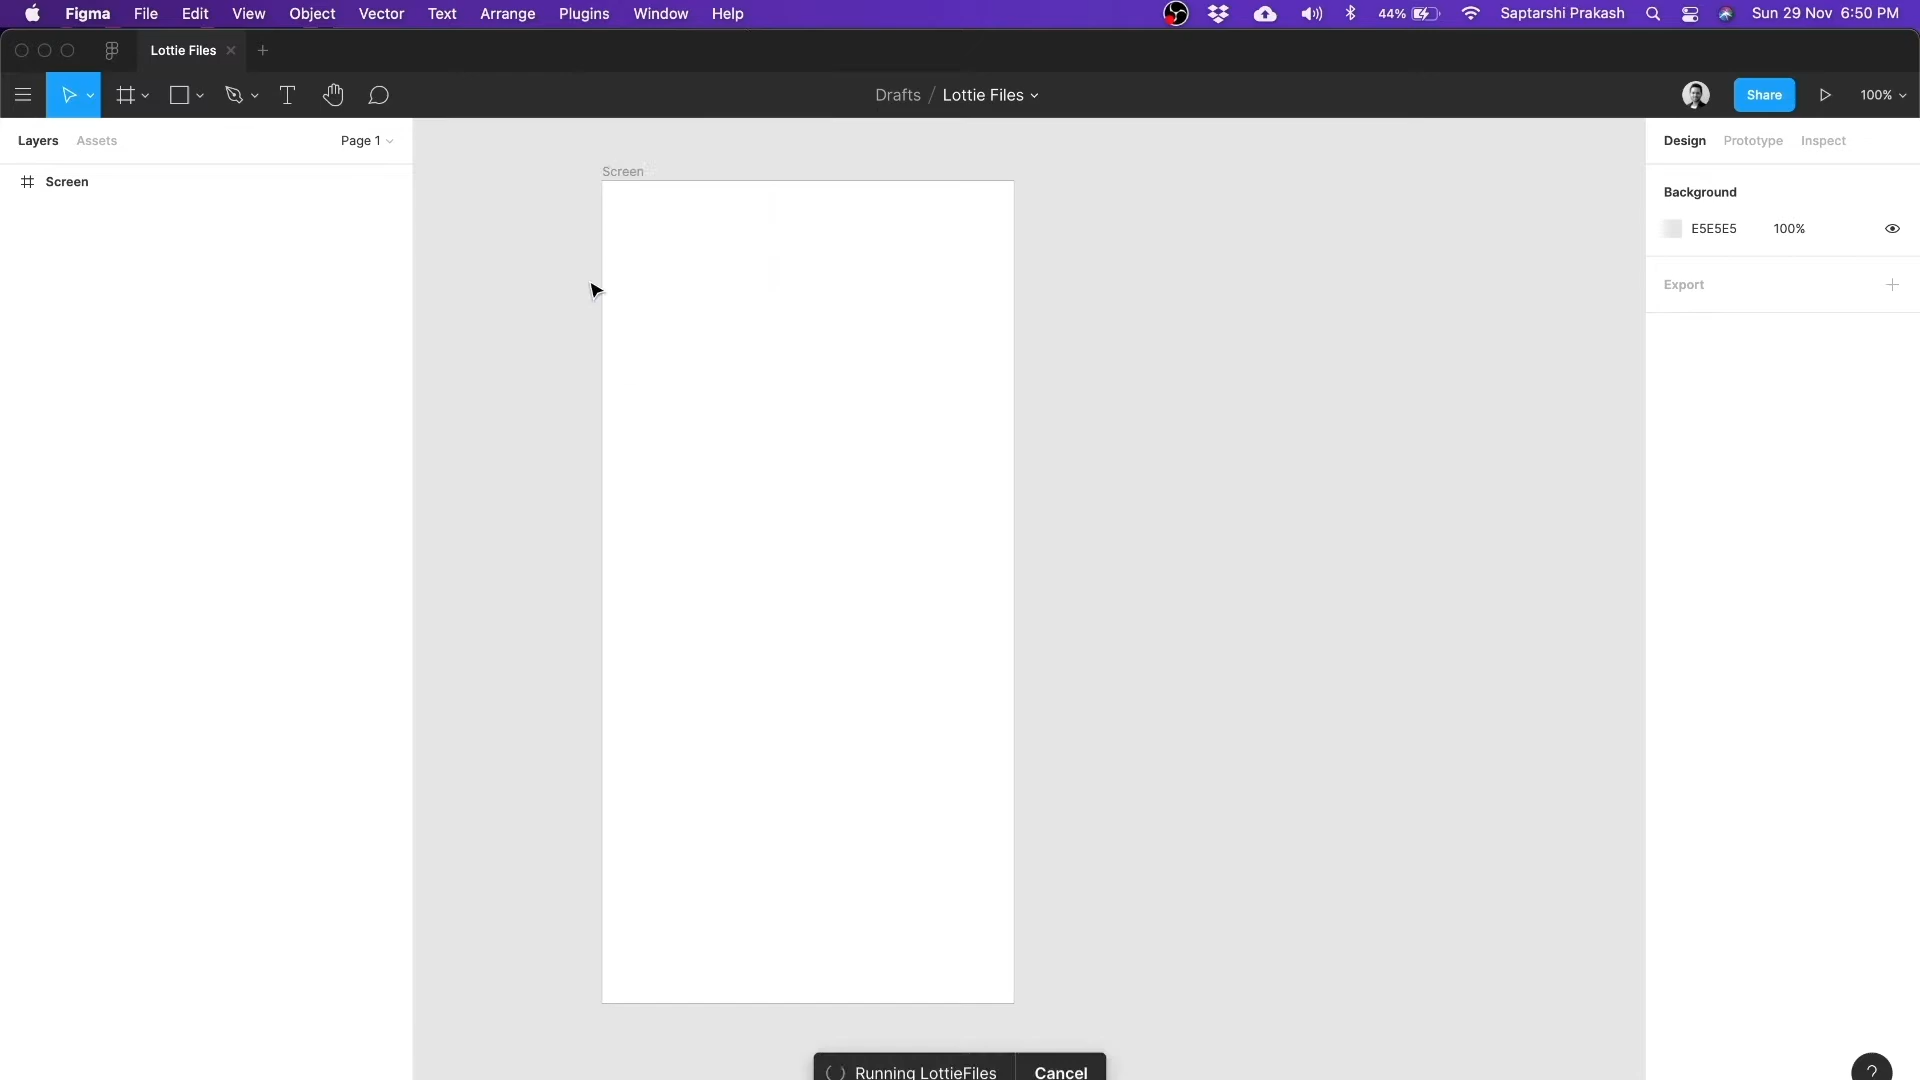 Figma File Edit View Object Vector Text Arrange Plugins Window Help 44% Saptarshi Prakash Sun 29 Nov 6:50 PM
Lottie Files
Drafts / Lottie Files Share 100%
Layers Assets Page 1 Design Prototype Inspect
Screen
Screen
Background
E5E5E5 100%
Export
Running LottieFiles Cancel
?